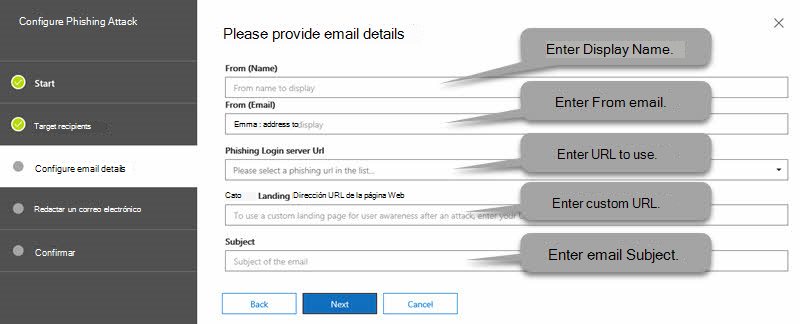 Configure Phishing Attack
Start
Target recipients
Configure email details
Redactar un correo electrónico
Confirmar
Please provide email details
From (Name)
From name to display
Enter Display Name.
From (Email)
Emma : address to display
Enter From email.
Phishing Login server Url
Please select a phishing url in the list...
Enter URL to use.
Cato Landing Dirección URL de la página Web
To use a custom landing page for user awareness after an attack, enter your
Enter custom URL.
Subject
Subject of the email
Enter email Subject.
Back
Next
Cancel